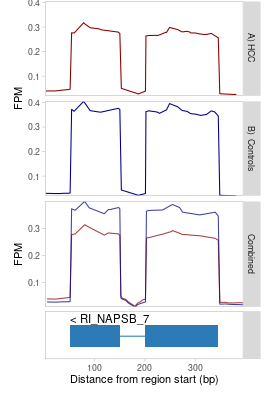 0.4
0.3
0.2
0.1
A) HCC
FPM
0.4
0.3
0.2
0.1
B) Controls
0.3
0.2
0.1
FPM
Combined
< RI_NAPSB_7
100 200 300
Distance from region start (bp)